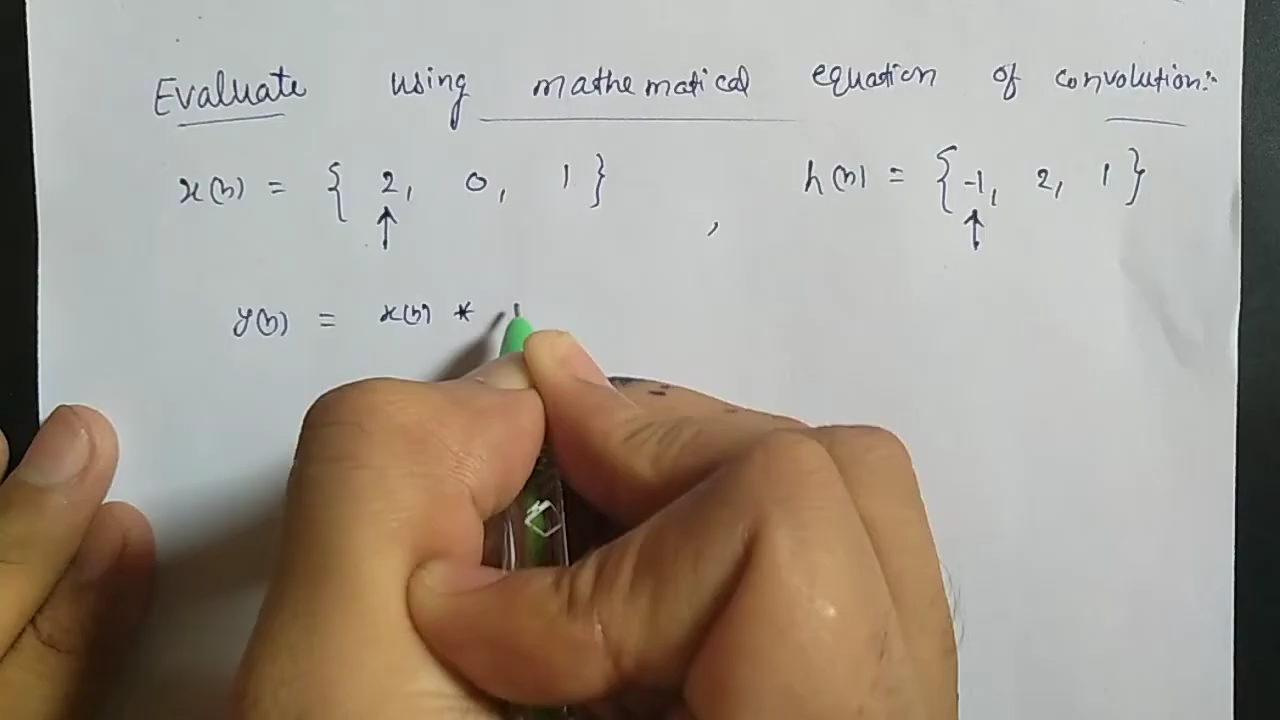 Evaluate using mathematical equation of convolution:-
x(n) = { 2, 0, 1 } , h(n) = { -1, 2, 1 }
↑ ↑
y(n) = x(n) *